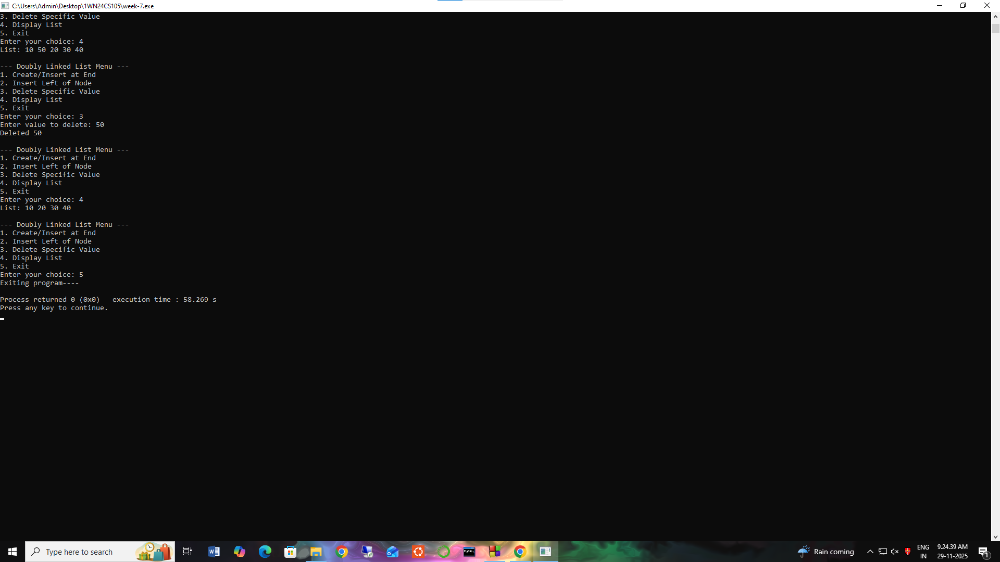 C:\Users\Admin\Desktop\1WN24CS105\week-7.exe
3. Delete Specific Value
4. Display List
5. Exit
Enter your choice: 4
List: 10 50 20 30 40
--- Doubly Linked List Menu ---
1. Create/Insert at End
2. Insert Left of Node
3. Delete Specific Value
4. Display List
5. Exit
Enter your choice: 3
Enter value to delete: 50
Deleted 50
--- Doubly Linked List Menu ---
1. Create/Insert at End
2. Insert Left of Node
3. Delete Specific Value
4. Display List
5. Exit
Enter your choice: 4
List: 10 20 30 40
--- Doubly Linked List Menu ---
1. Create/Insert at End
2. Insert Left of Node
3. Delete Specific Value
4. Display List
5. Exit
Enter your choice: 5
Exiting program----
Process returned 0 (0x0)   execution time : 58.269 s
Press any key to continue.
Type here to search
MySQL
Rain coming
ENG
IN
9.24.39 AM
29-11-2025
1